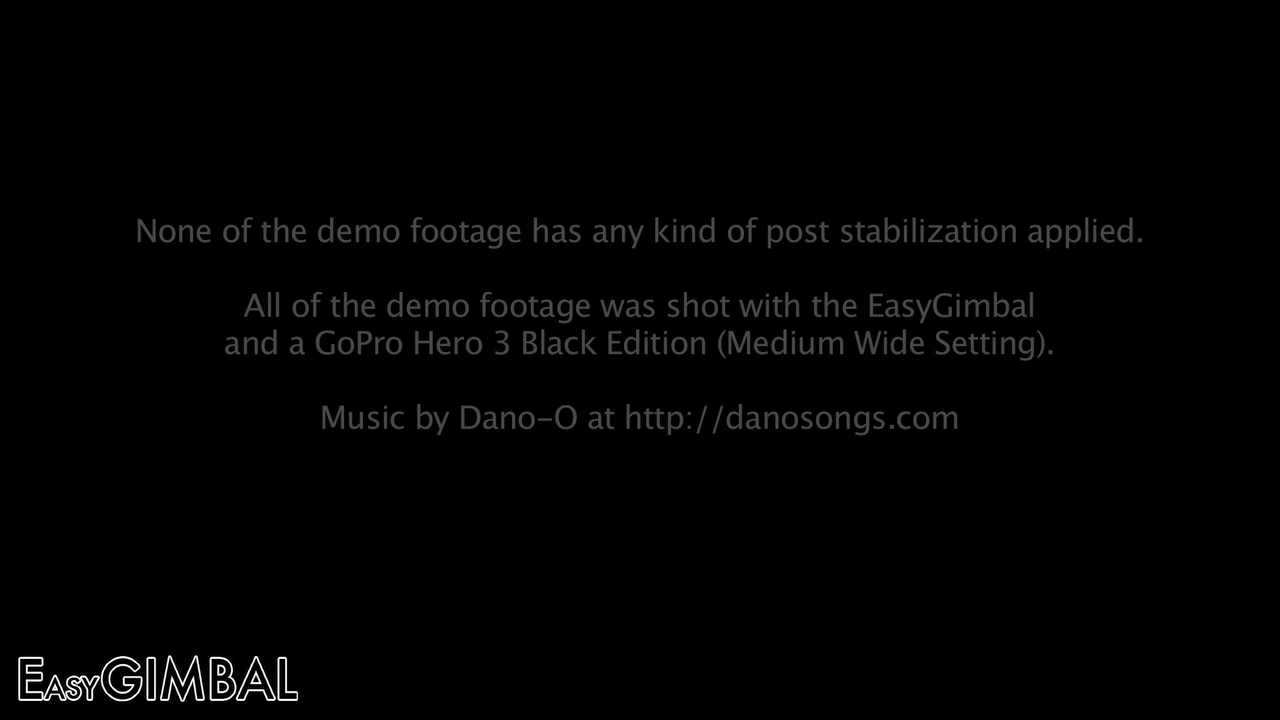 None of the demo footage has any kind of post stabilization applied.
All of the demo footage was shot with the EasyGimbal
and a GoPro Hero 3 Black Edition (Medium Wide Setting).
Music by Dano-O at http://danosongs.com
EASYGIMBAL